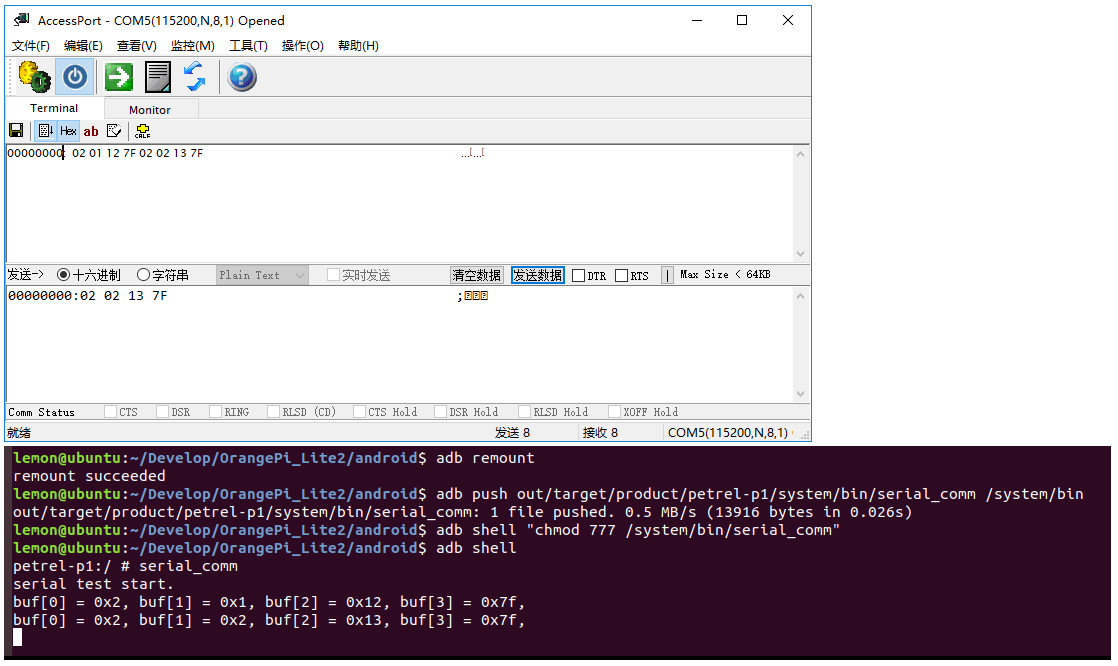 AccessPort - COM5(115200,N,8,1) Opened
文件(F) 编辑(E) 查看(V) 监控(M) 工具(T) 操作(O) 帮助(H)
Terminal Monitor
Hex ab CRLF
00000000: 02 01 12 7F 02 02 13 7F ...[...[
发送-> 十六进制 字符串 Plain Text 实时发送 清空数据 发送数据 DTR RTS | Max Size < 64KB
00000000:02 02 13 7F ;
Comm Status CTS DSR RING RLSD (CD) CTS Hold DSR Hold RLSD Hold XOFF Hold
就绪 发送 8 接收 8 COM5(115200,N,8,1)
lemon@ubuntu:~/Develop/OrangePi_Lite2/android$ adb remount
remount succeeded
lemon@ubuntu:~/Develop/OrangePi_Lite2/android$ adb push out/target/product/petrel-p1/system/bin/serial_comm /system/bin
out/target/product/petrel-p1/system/bin/serial_comm: 1 file pushed. 0.5 MB/s (13916 bytes in 0.026s)
lemon@ubuntu:~/Develop/OrangePi_Lite2/android$ adb shell "chmod 777 /system/bin/serial_comm"
lemon@ubuntu:~/Develop/OrangePi_Lite2/android$ adb shell
petrel-p1:/ # serial_comm
serial test start.
buf[0] = 0x2, buf[1] = 0x1, buf[2] = 0x12, buf[3] = 0x7f,
buf[0] = 0x2, buf[1] = 0x2, buf[2] = 0x13, buf[3] = 0x7f,